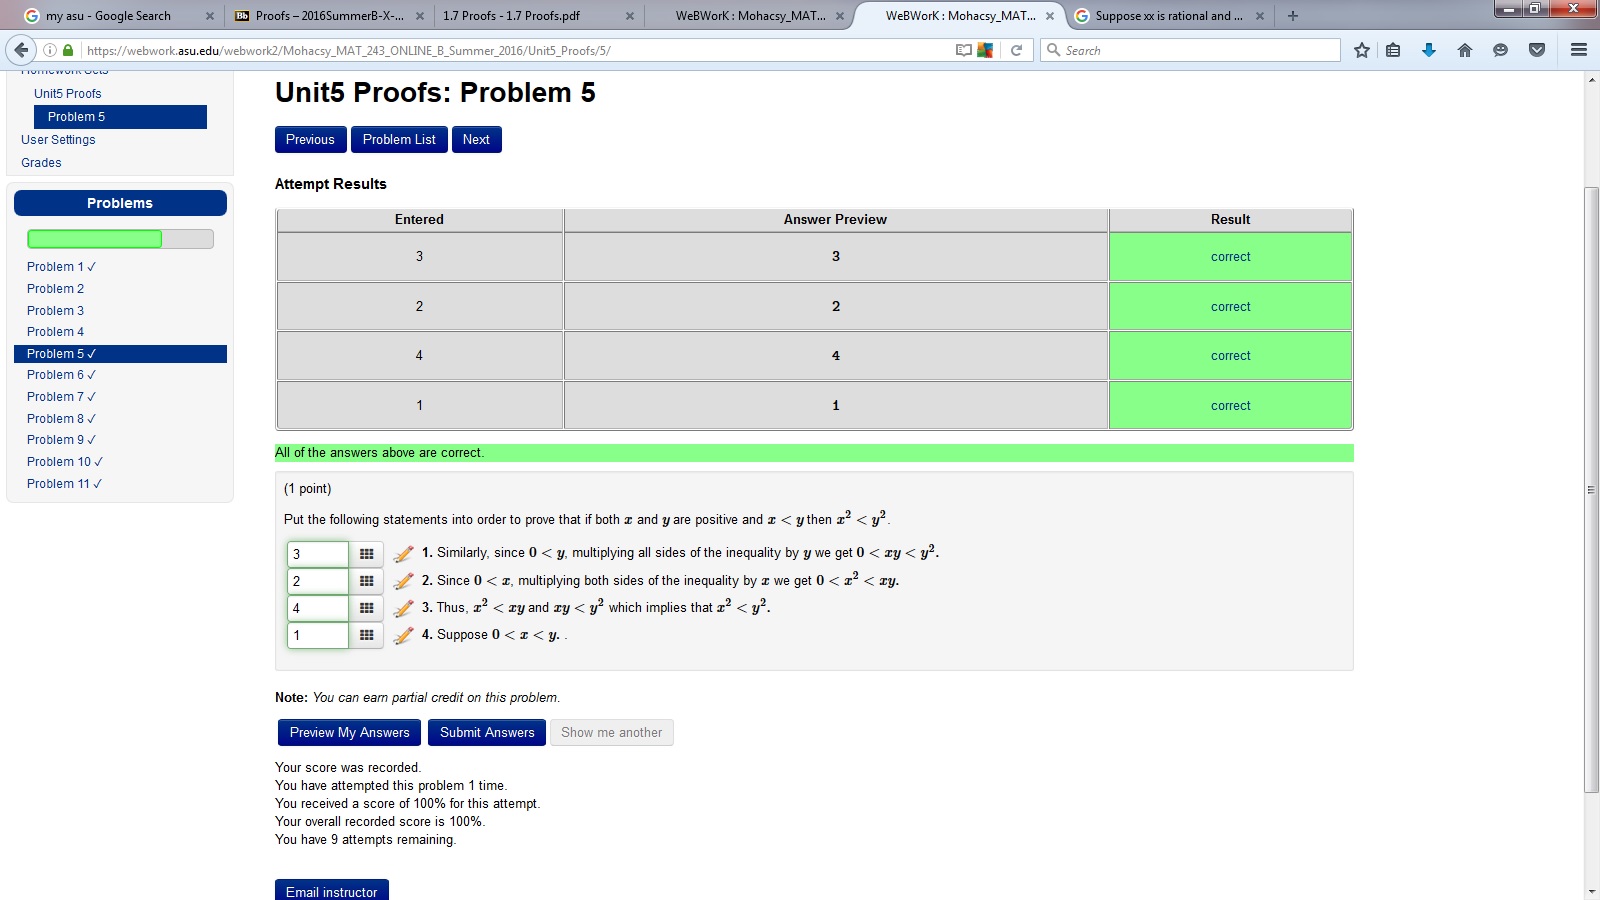 my asu - Google Search
Proofs – 2016SummerB-X-...
1.7 Proofs - 1.7 Proofs.pdf
WeBWorK : Mohacsy_MAT...
WeBWorK : Mohacsy_MAT...
Suppose xx is rational and ...
https://webwork.asu.edu/webwork2/Mohacsy_MAT_243_ONLINE_B_Summer_2016/Unit5_Proofs/5/
Search
Homework Sets
Unit5 Proofs
Problem 5
User Settings
Grades
Problems
Problem 1 ✓
Problem 2
Problem 3
Problem 4
Problem 5 ✓
Problem 6 ✓
Problem 7 ✓
Problem 8 ✓
Problem 9 ✓
Problem 10 ✓
Problem 11 ✓
Unit5 Proofs: Problem 5
Previous Problem List Next
Attempt Results
Entered Answer Preview Result
3 3 correct
2 2 correct
4 4 correct
1 1 correct
All of the answers above are correct.
(1 point)
Put the following statements into order to prove that if both x and y are positive and x < y then x² < y².
3 1. Similarly, since 0 < y, multiplying all sides of the inequality by y we get 0 < xy < y².
2 2. Since 0 < x, multiplying both sides of the inequality by x we get 0 < x² < xy.
4 3. Thus, x² < xy and xy < y² which implies that x² < y².
1 4. Suppose 0 < x < y. .
Note: You can earn partial credit on this problem.
Preview My Answers Submit Answers Show me another
Your score was recorded.
You have attempted this problem 1 time.
You received a score of 100% for this attempt.
Your overall recorded score is 100%.
You have 9 attempts remaining.
Email instructor